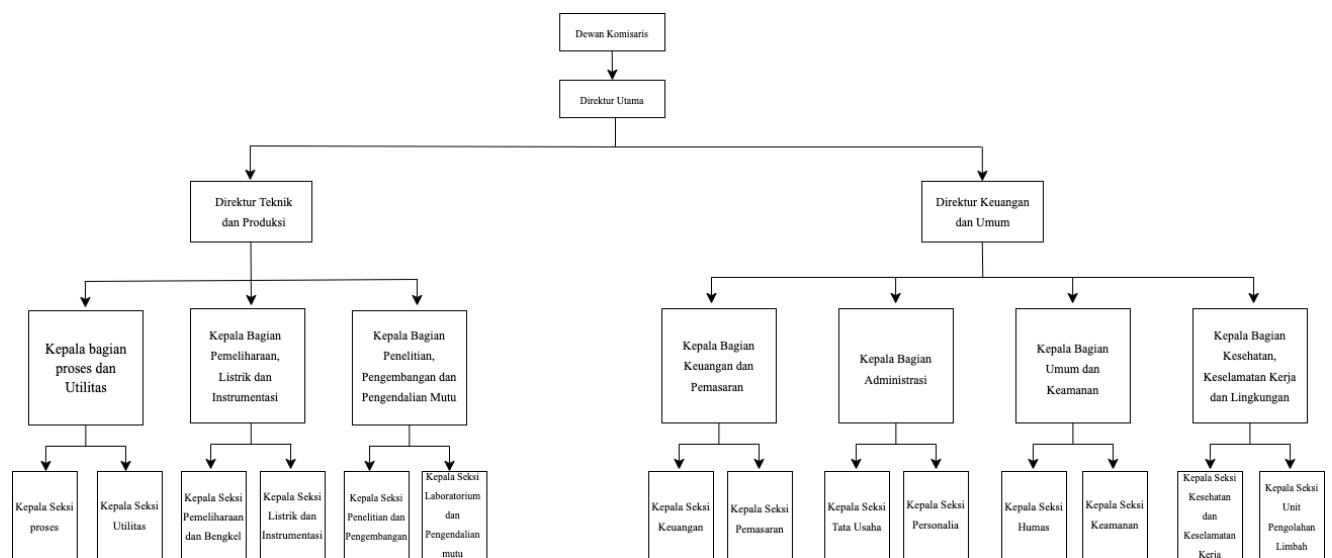 Dewan Komisaris
Direktur Utama
Direktur Teknik
dan Produksi
Direktur Keuangan
dan Umum
Kepala bagian
proses dan
Utilitas
Kepala Bagian
Pemeliharaan,
Listrik dan
Instrumentasi
Kepala Bagian
Penelitian,
Pengembangan dan
Pengendalian Mutu
Kepala Bagian
Keuangan dan
Pemasaran
Kepala Bagian
Administrasi
Kepala Bagian
Umum dan
Keamanan
Kepala Bagian
Kesehatan,
Keselamatan Kerja
dan Lingkungan
Kepala Seksi
proses
Kepala Seksi
Utilitas
Kepala Seksi
Pemeliharaan
dan Bengkel
Kepala Seksi
Listrik dan
Instrumentasi
Kepala Seksi
Penelitian dan
Pengembangan
Kepala Seksi
Laboratorium
dan
Pengendalian
mutu
Kepala Seksi
Keuangan
Kepala Seksi
Pemasaran
Kepala Seksi
Tata Usaha
Kepala Seksi
Personalia
Kepala Seksi
Humas
Kepala Seksi
Keamanan
Kepala Seksi
Kesehatan
dan
Keselamatan
Kerja
Kepala Seksi
Unit
Pengolahan
Limbah